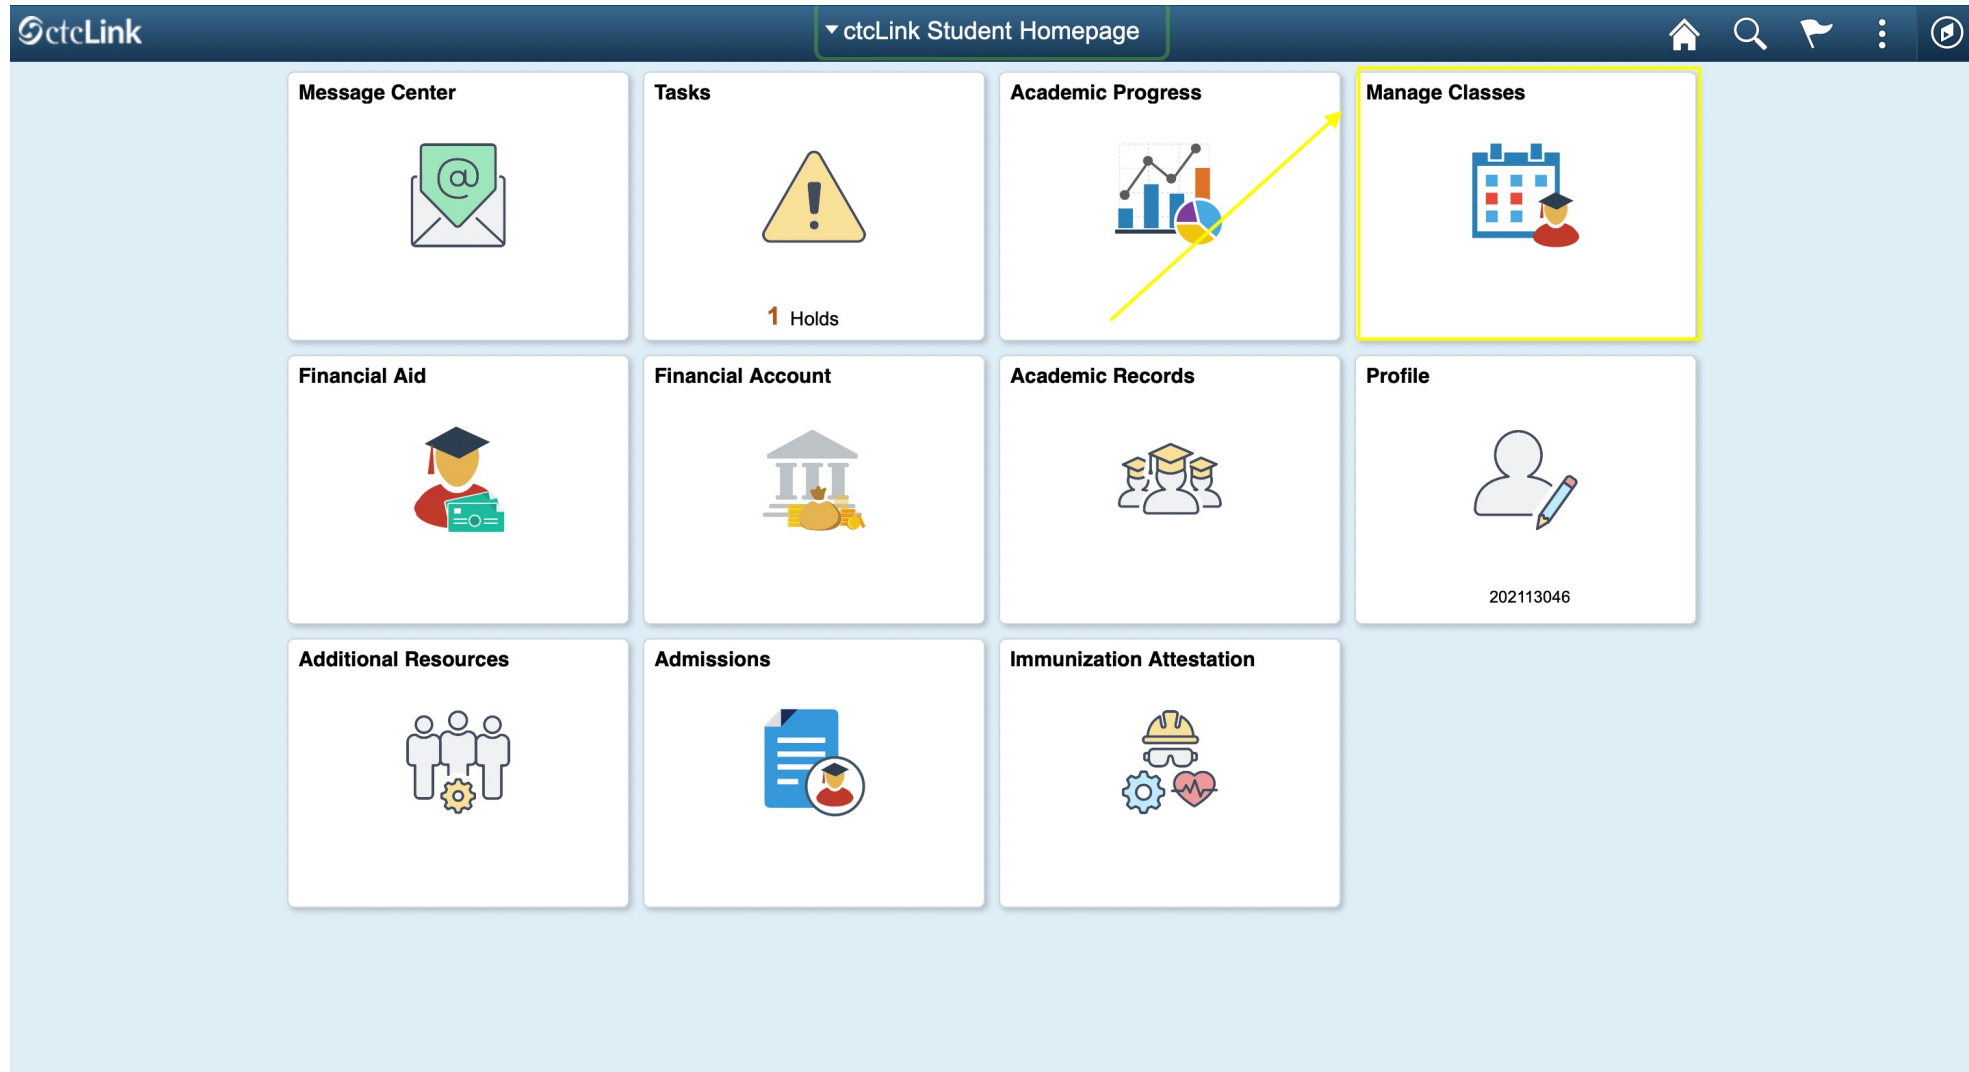 ctcLink
ctcLink Student Homepage
Message Center
Tasks
Academic Progress
Manage Classes
@
!
1 Holds
Financial Aid
Financial Account
Academic Records
Profile
202113046
Additional Resources
Admissions
Immunization Attestation